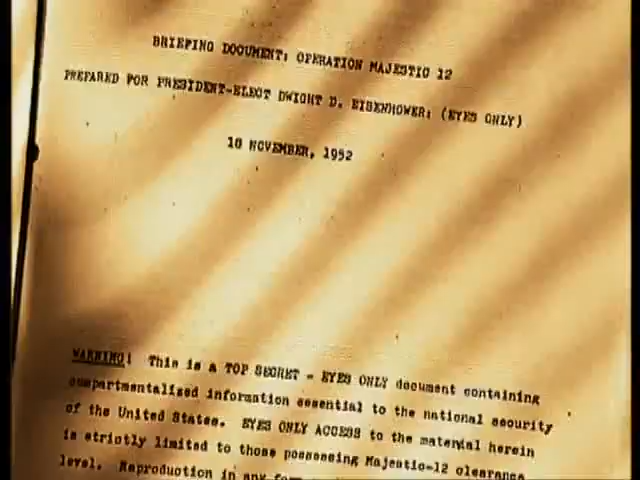 BRIEFING DOCUMENT: OPERATION MAJESTIC 12
PREPARED FOR PRESIDENT-ELECT DWIGHT D. EISENHOWER: (EYES ONLY)
10 NOVEMBER, 1952
WARNING! This is a TOP SECRET - EYES ONLY document containing
compartmentalized information essential to the national security
of the United States. EYES ONLY ACCESS to the material herein
is strictly limited to those possessing Majestic-12 clearance
level. Reproduction in any